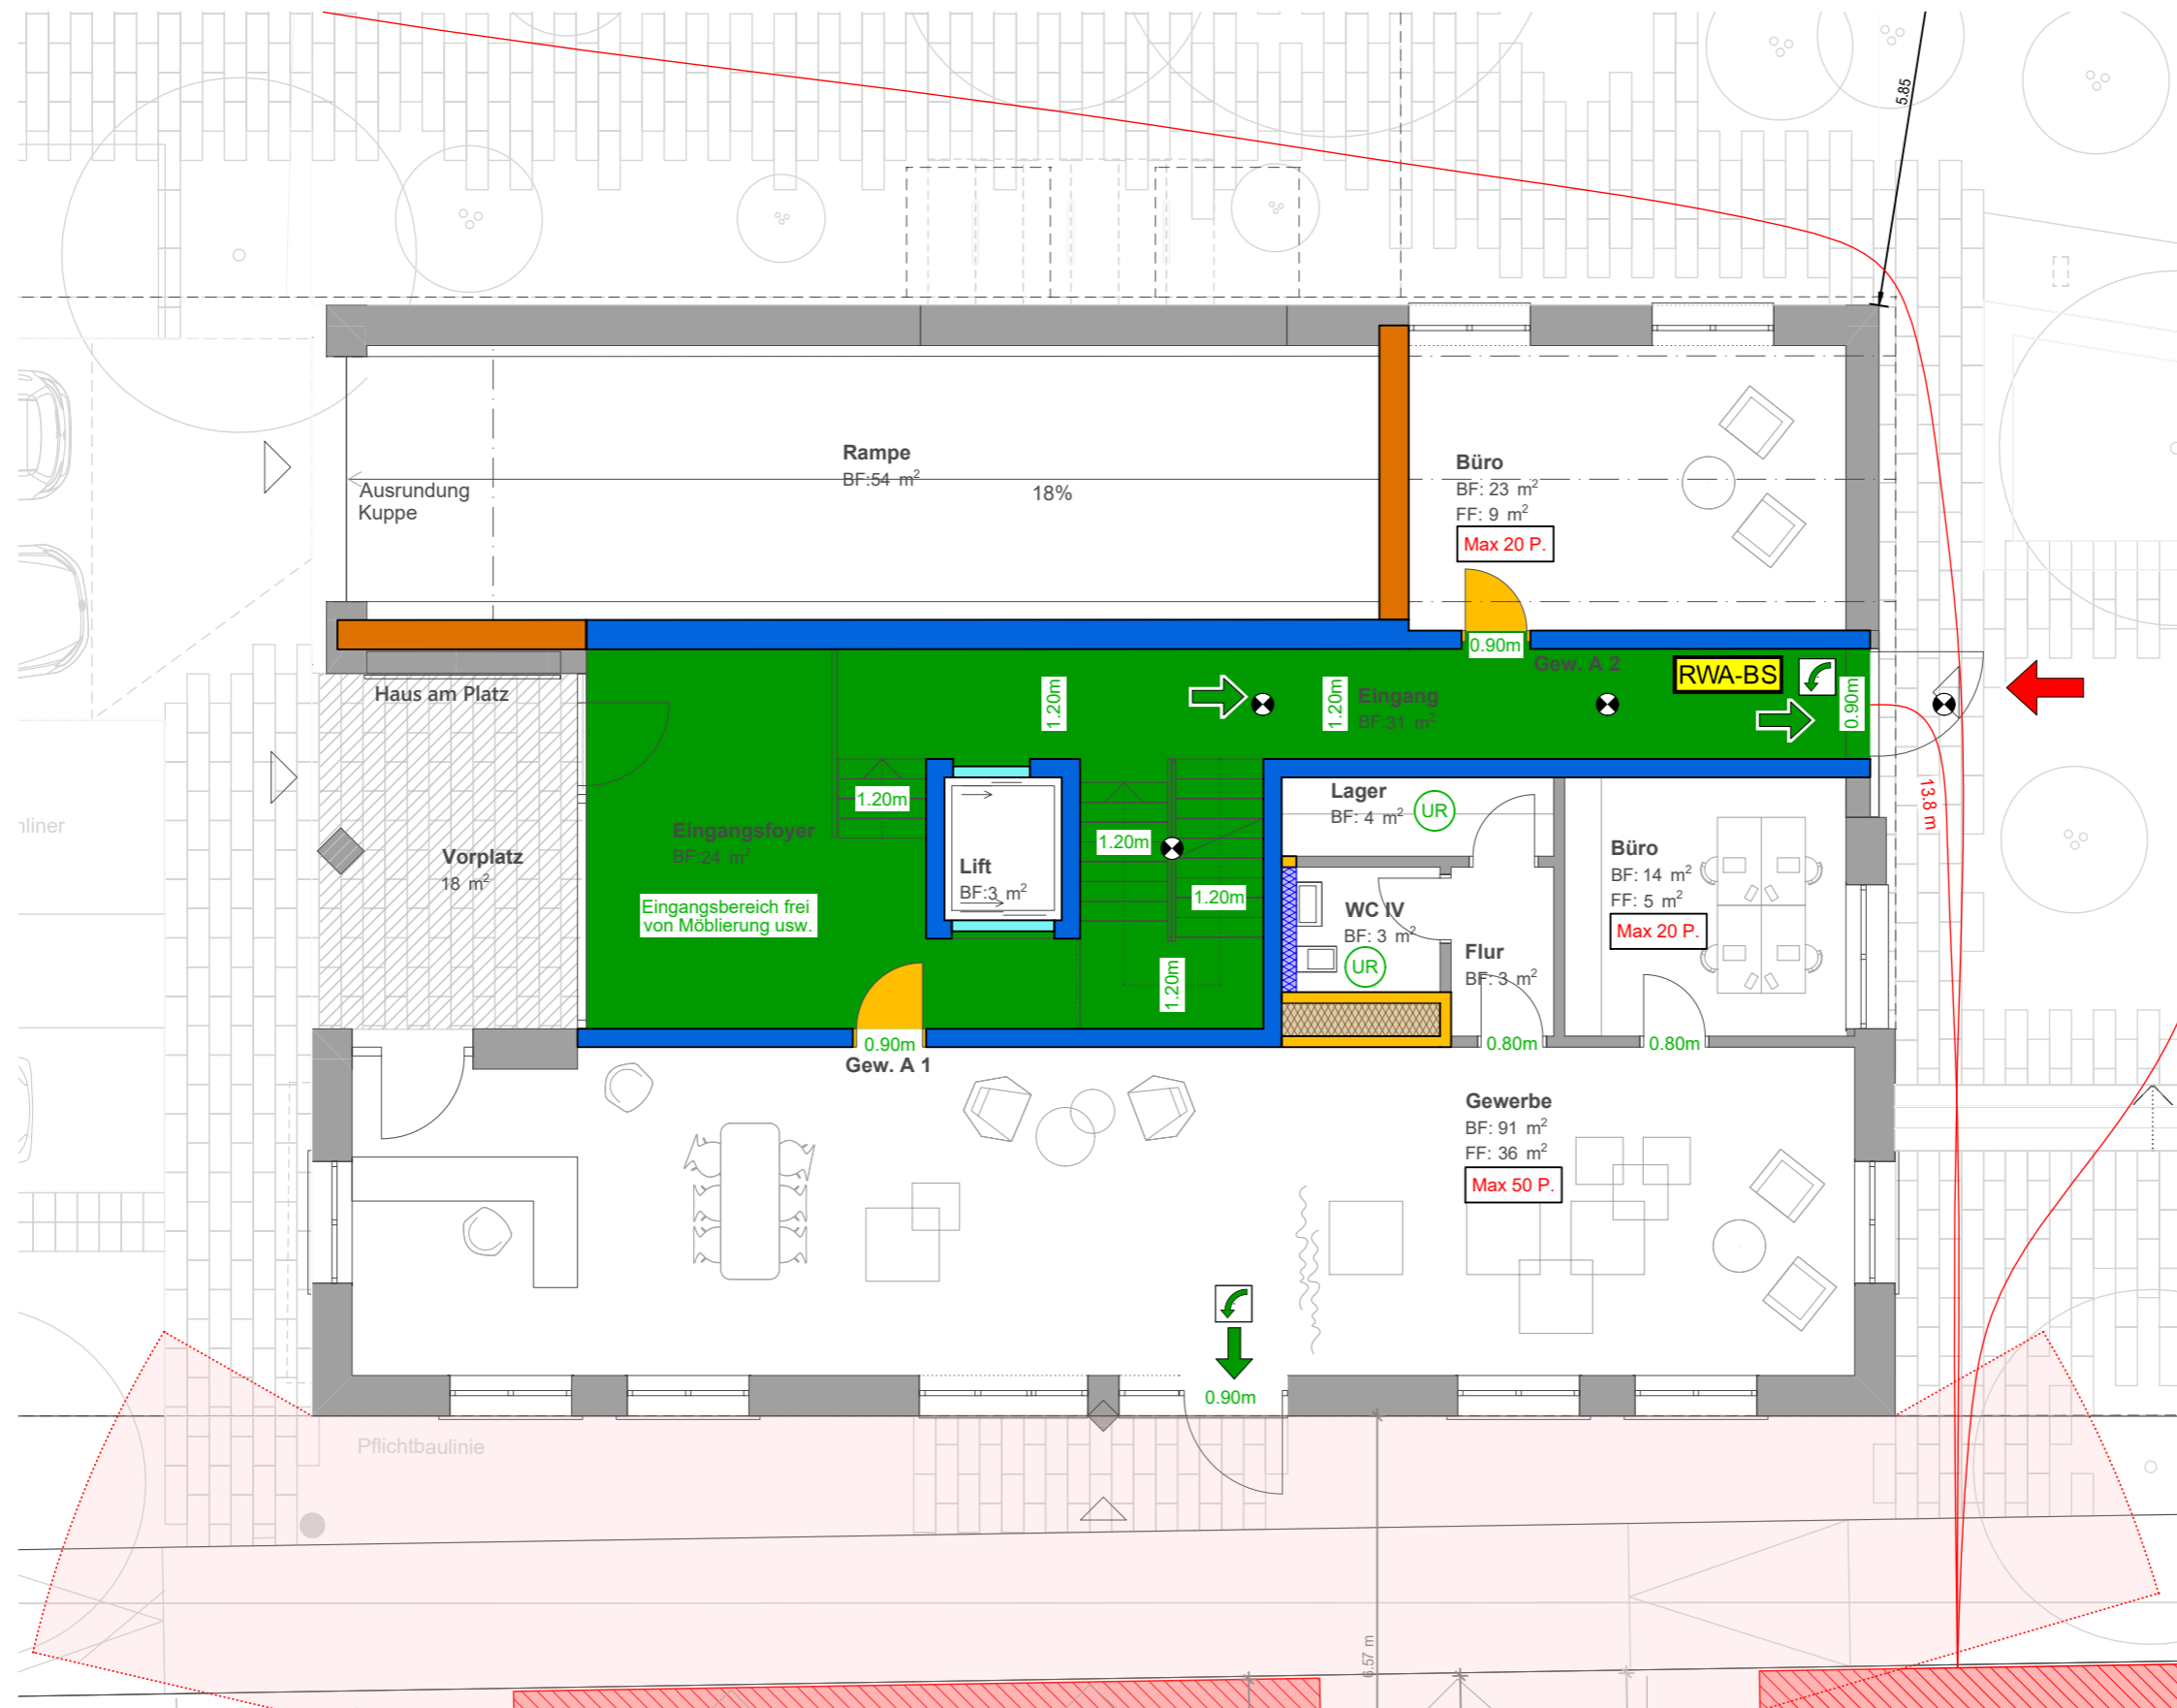 5.85
Rampe
BF:54 m²
18%
Ausrundung
Kuppe
Büro
BF: 23 m²
FF: 9 m²
Max 20 P.
0.90m
Gew. A 2
RWA-BS
Haus am Platz
1.20m
1.20m
Eingang
BF:31 m²
0.90m
13.8 m
1.20m
Eingangsfoyer
BF:24 m²
Vorplatz
18 m²
Lift
BF:3 m²
1.20m
1.20m
1.20m
Eingangsbereich frei
von Möblierung usw.
Lager
BF: 4 m²
UR
WC IV
BF: 3 m²
UR
Flur
BF: 3 m²
Büro
BF: 14 m²
FF: 5 m²
Max 20 P.
0.90m
Gew. A 1
0.80m
0.80m
Gewerbe
BF: 91 m²
FF: 36 m²
Max 50 P.
0.90m
Pflichtbaulinie
6.57 m